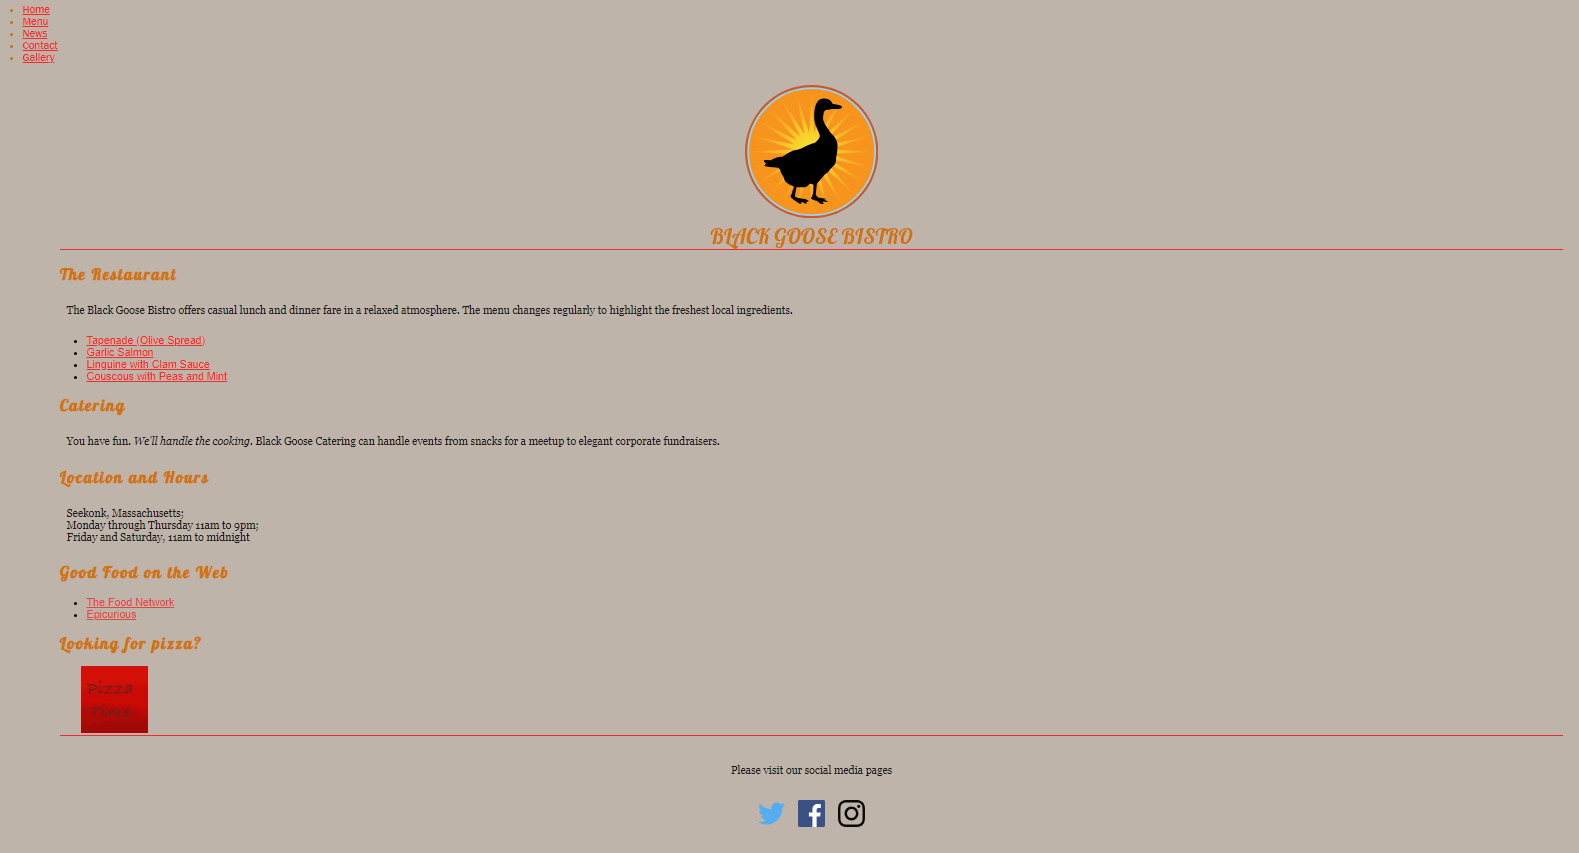 Home
Menu
News
Contact
Gallery
BLACK GOOSE BISTRO
The Restaurant
The Black Goose Bistro offers casual lunch and dinner fare in a relaxed atmosphere. The menu changes regularly to highlight the freshest local ingredients.
Tapenade (Olive Spread)
Garlic Salmon
Linguine with Clam Sauce
Couscous with Peas and Mint
Catering
You have fun. We'll handle the cooking. Black Goose Catering can handle events from snacks for a meetup to elegant corporate fundraisers.
Location and Hours
Seekonk, Massachusetts;
Monday through Thursday 11am to 9pm;
Friday and Saturday, 11am to midnight
Good Food on the Web
The Food Network
Epicurious
Looking for pizza?
Pizza
Time
Please visit our social media pages